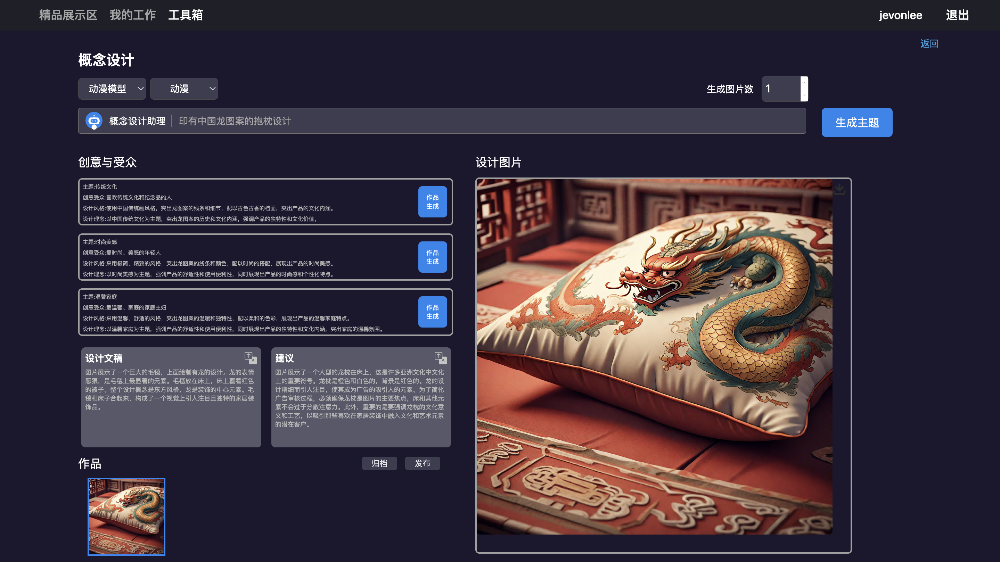 精品展示区 我的工作 工具箱 jevonlee 退出
返回
概念设计
动漫模型 动漫 生成图片数 1
概念设计助理 印有中国龙图案的抱枕设计 生成主题
创意与受众
主题:传统文化
创意受众:喜欢传统文化和纪念品的人
设计风格:使用中国传统画风格，突出龙图案的线条和细节，配以古色古香的档面，突出产品的文化内涵。
设计理念:以中国传统文化为主题，突出龙图案的历史和文化内涵，强调产品的独特性和文化价值。
作品
生成
主题:时尚美感
创意受众:爱时尚、美感的年轻人
设计风格:采用极简、精致的风格，突出龙图案的线条和颜色，配以时尚的搭配，展现出产品的时尚美感。
设计理念:以时尚美感为主题，强调产品的舒适性和使用便利性，同时展现出产品的时尚感和个性化特点。
作品
生成
主题:温馨家庭
创意受众:爱温馨、家庭的家庭主妇
设计风格:采用温馨、舒适的风格，突出龙图案的温暖和独特性，配以柔和的色彩，展现出产品的温馨家庭特点。
设计理念:以温馨家庭为主题，强调产品的舒适性和使用便利性，同时展现出产品的独特性和文化内涵，突出家庭的温馨氛围。
作品
生成
设计文稿
中
A
图片展示了一个巨大的毛毯，上面绘制有龙的设计。龙的表情
恶狠，是毛毯上最显著的元素。毛毯放在床上，床上覆着红色
的被子。整个设计概念是东方风格，龙是装饰的中心元素。毛
毯和床子合起来，构成了一个视觉上引人注目且独特的家居装
饰品。
建议
中
A
图片展示了一个大型的龙枕在床上，这是许多亚洲文化中文化
上的重要符号。龙枕是橙色和白色的，背景是红色的。龙的设
计精细而引人注目，使其成为广告的吸引人的元素。为了简化
广告审核过程，必须确保龙枕是图片的主要焦点，床和其他元
素不会过于分散注意力。此外，重要的是要强调龙枕的文化意
义和工艺，以吸引那些喜欢在家居装饰中融入文化和艺术元素
的潜在客户。
作品
归档 发布
设计图片